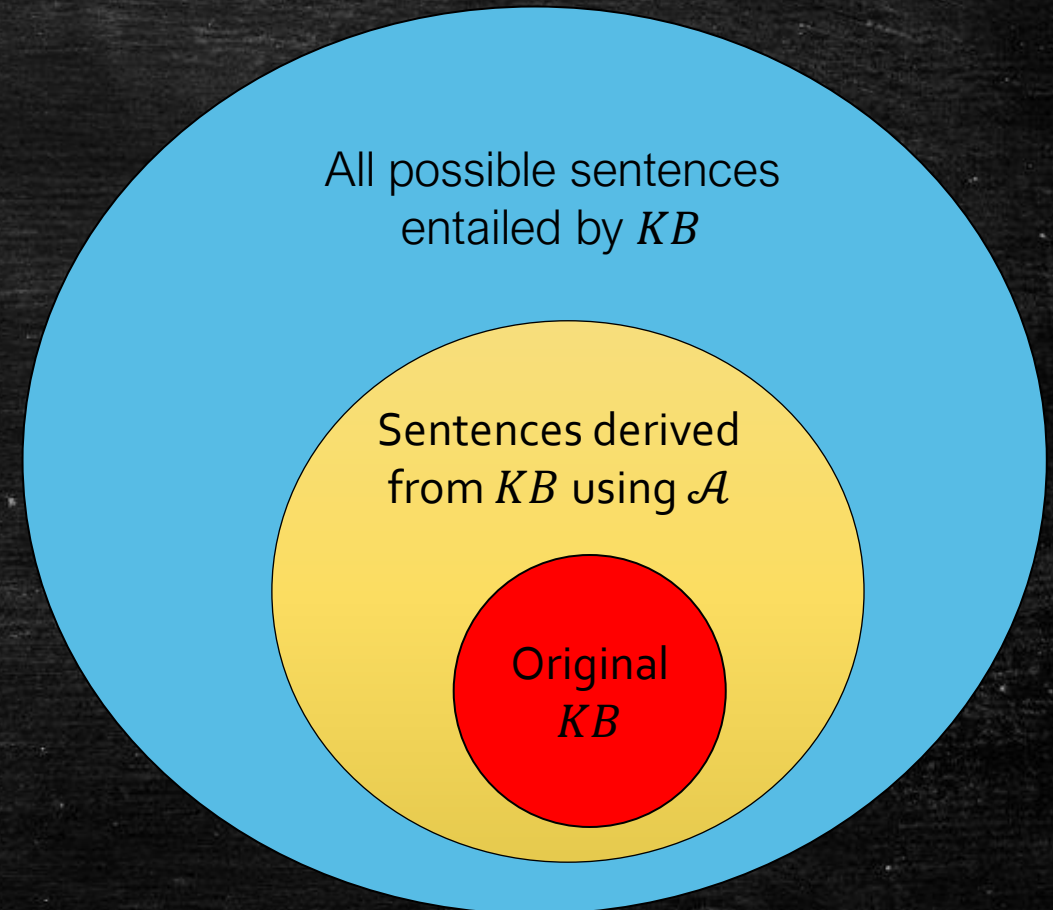 All possible sentences
entailed by 𝐾𝐵
Sentences derived
from 𝐾𝐵 using 𝒜
Original
𝐾𝐵